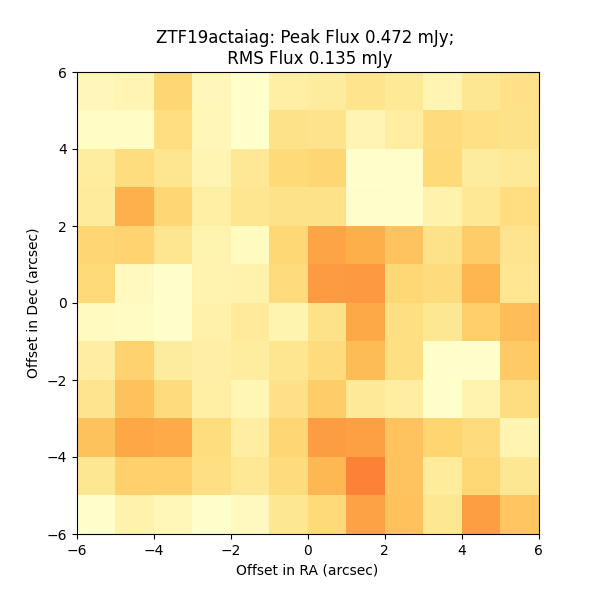 ZTF19actaiag: Peak Flux 0.472 mJy;
RMS Flux 0.135 mJy
6
4
2
0
−2
−4
−6
Offset in Dec (arcsec)
−6 −4 −2 0 2 4 6
Offset in RA (arcsec)